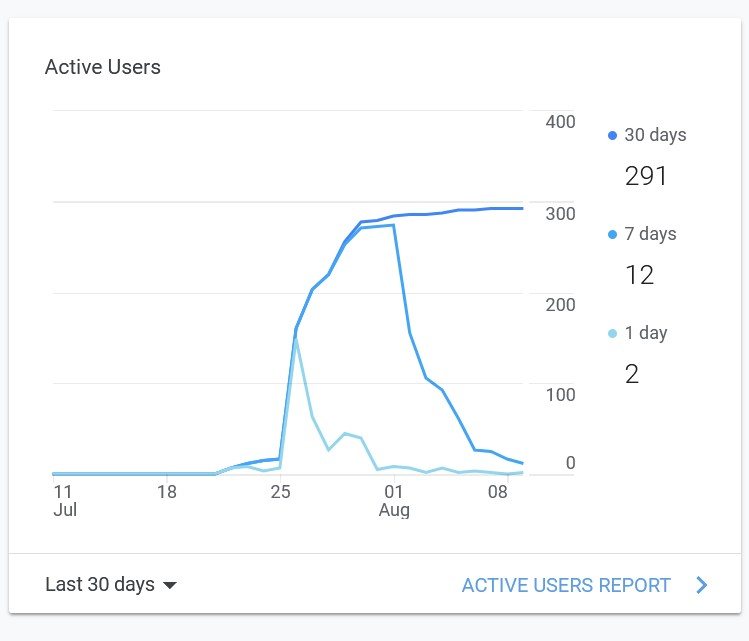 Active Users
400
300
200
100
0
11
Jul
18
25
01
Aug
08
30 days
291
7 days
12
1 day
2
Last 30 days
ACTIVE USERS REPORT